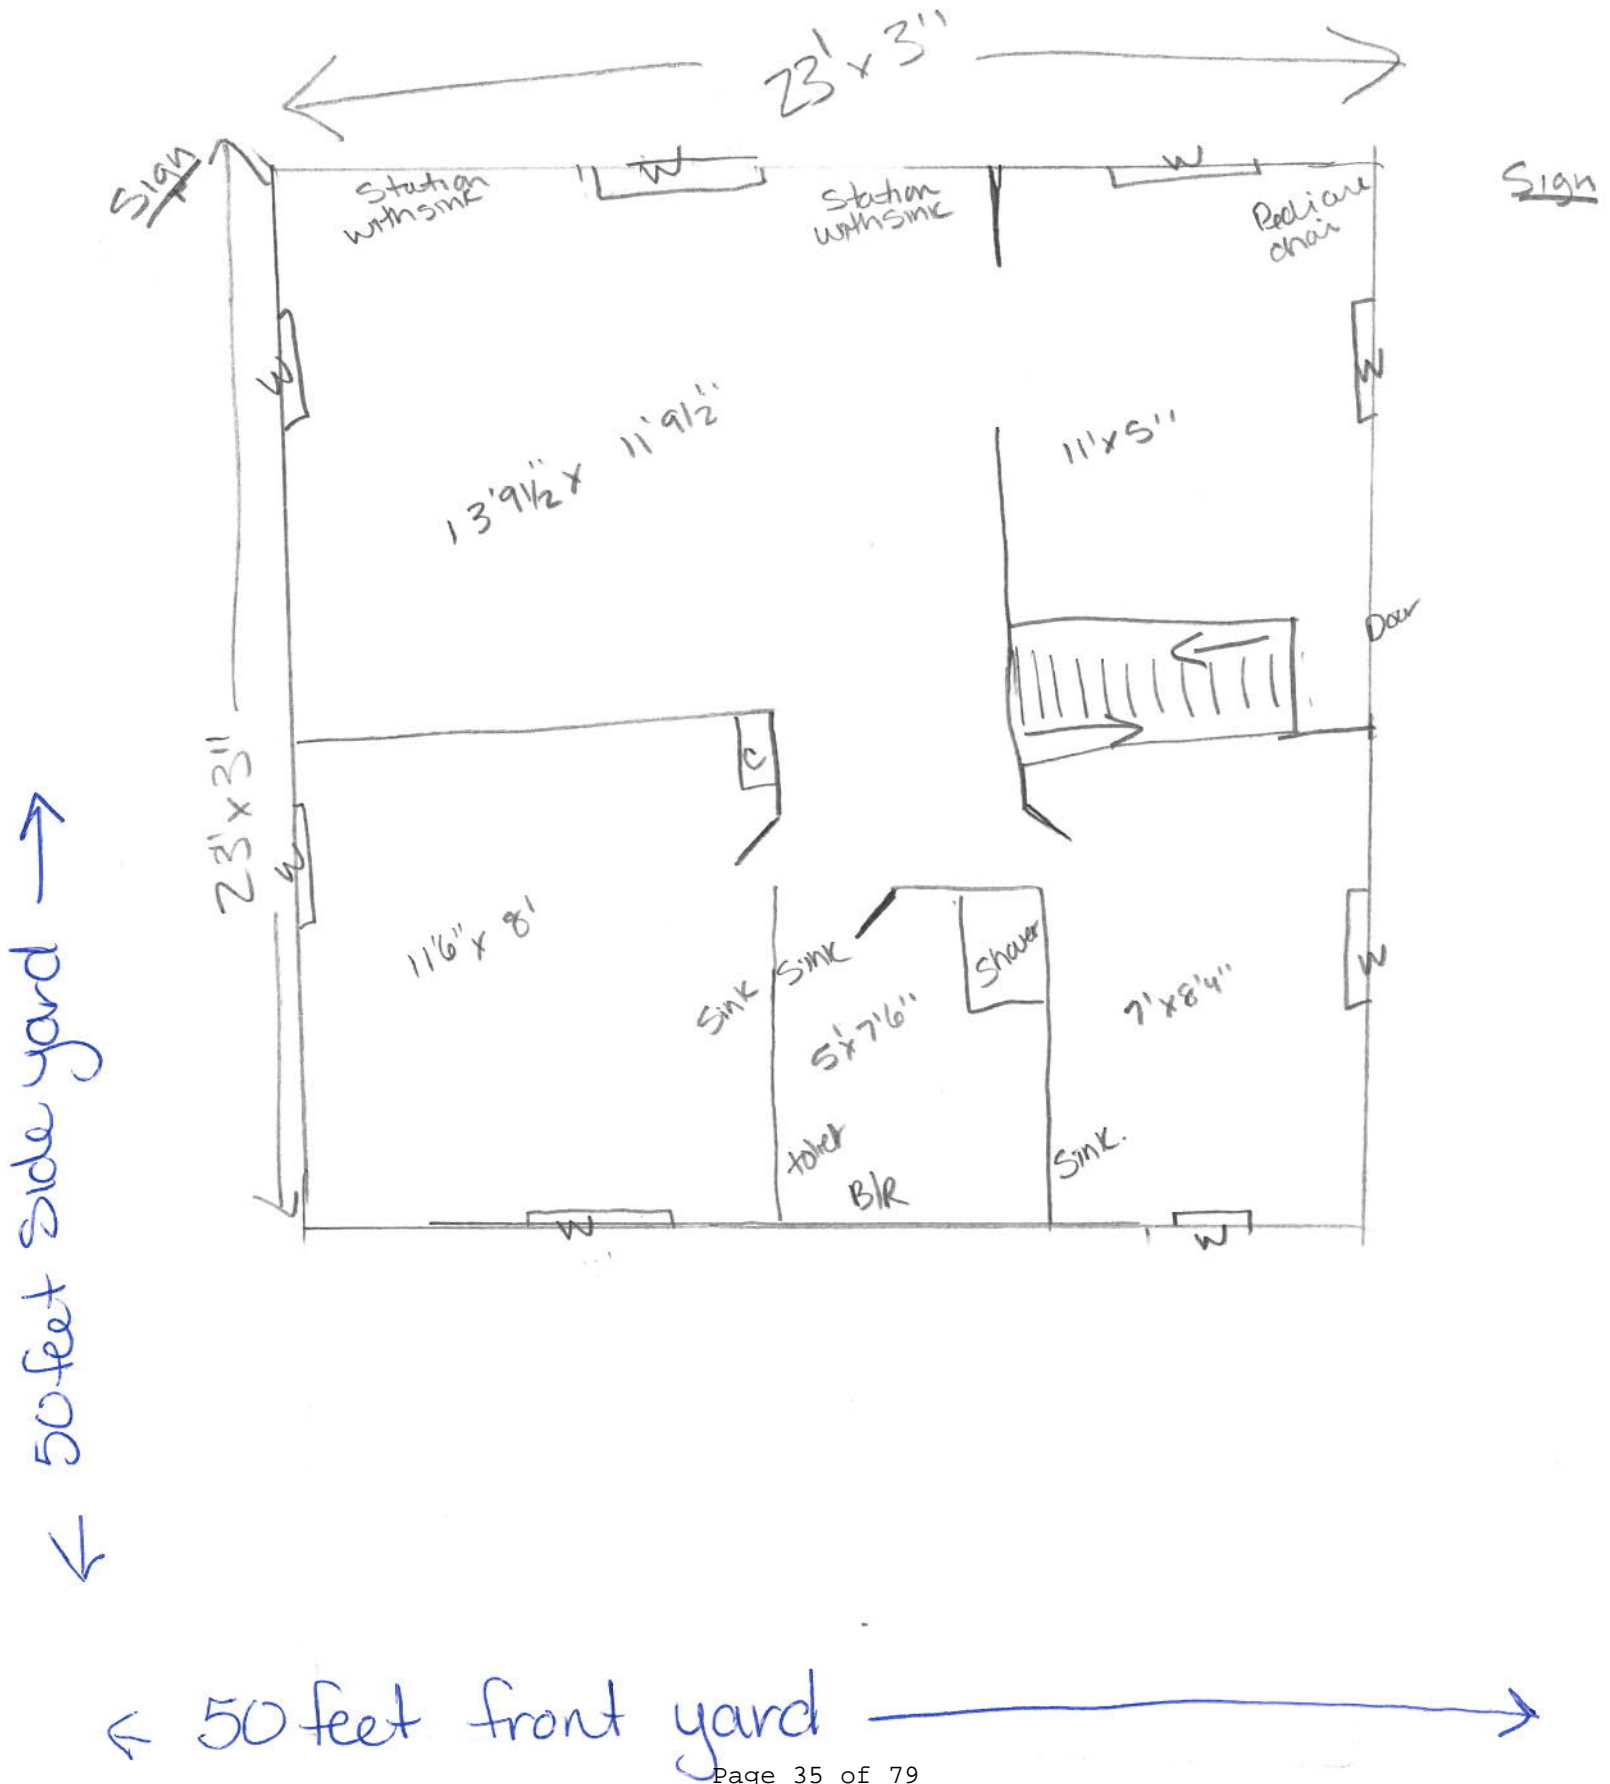 23' x 3"
Sign
Station
with sink
W
Station
with sink
W
Pedicure
chair
Sign
W
W
13'9½" x 11'9½"
11' x 5"
Door
23' x 3"
C
W
11'6" x 8'
Sink
Sink
Shower
5' x 7'6"
7' x 8'4"
W
toilet
B/R
Sink.
W
W
50 feet Side yard
50 feet front yard
Page 35 of 79